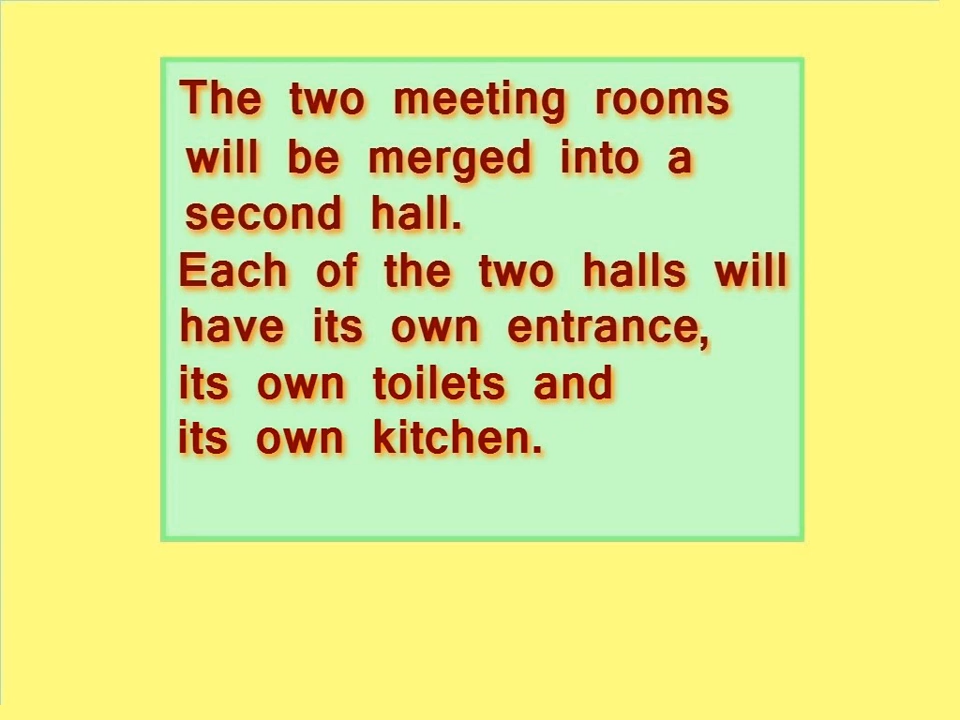 The two meeting rooms
will be merged into a
second hall.
Each of the two halls will
have its own entrance,
its own toilets and
its own kitchen.